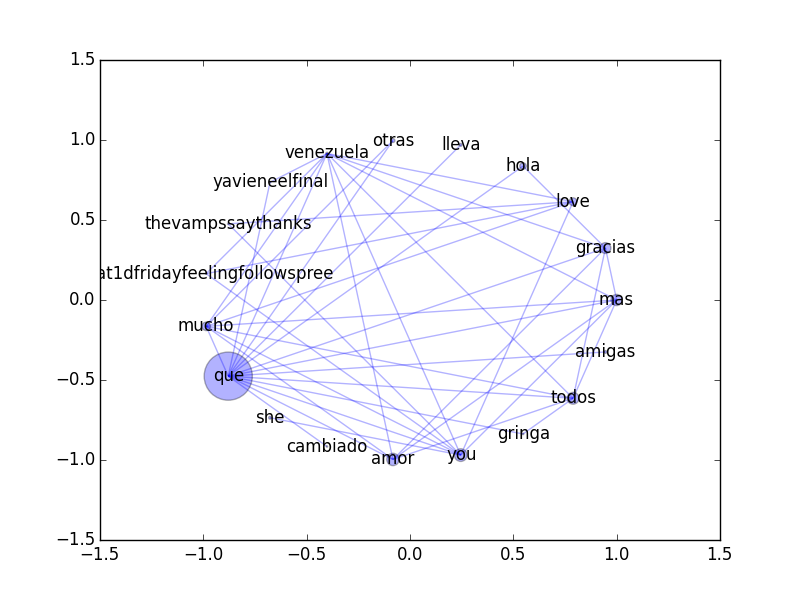 1.5
1.0
0.5
0.0
−0.5
−1.0
−1.5
otras
lleva
venezuela
hola
yavieneelfinal
love
thevampssaythanks
gracias
at1dfridayfeelingfollowspree
mas
mucho
amigas
que
todos
she
gringa
cambiado
amor
you
−1.5 −1.0 −0.5 0.0 0.5 1.0 1.5